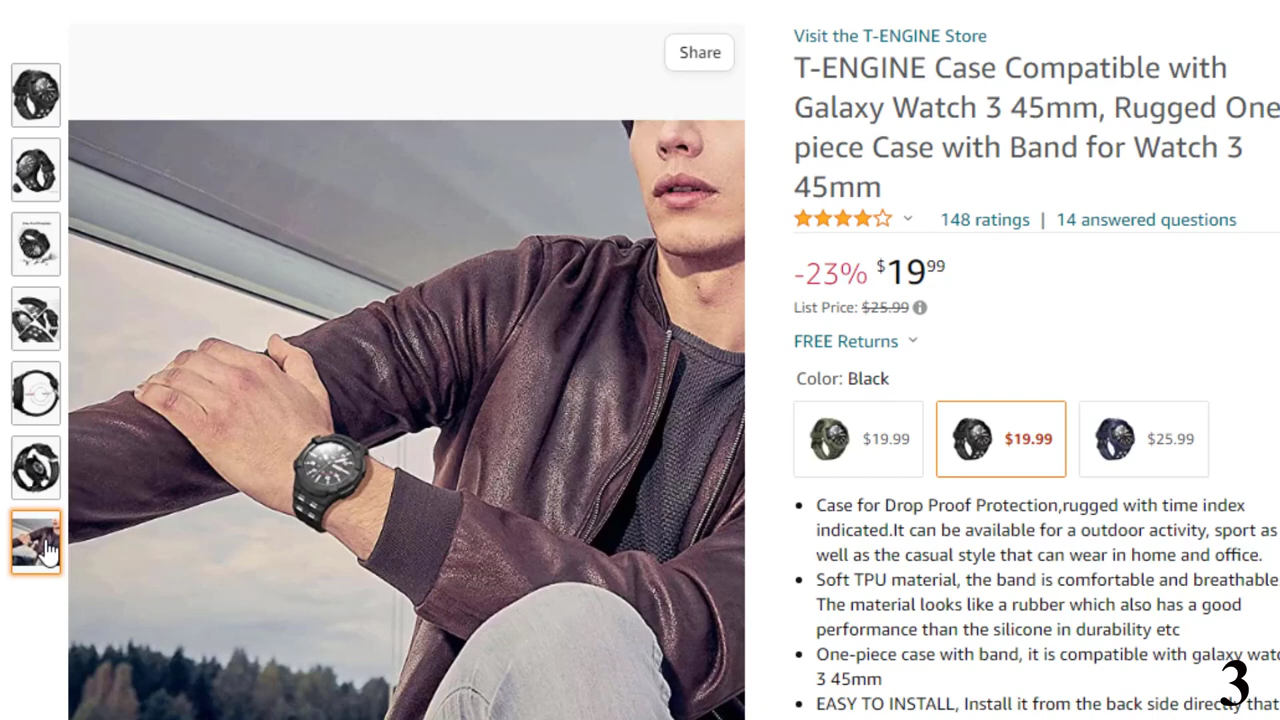 Share
Visit the T-ENGINE Store
T-ENGINE Case Compatible with
Galaxy Watch 3 45mm, Rugged One
piece Case with Band for Watch 3
45mm
148 ratings | 14 answered questions
-23% $19 99
List Price: $25.99
FREE Returns
Color: Black
$19.99 $19.99 $25.99
• Case for Drop Proof Protection,rugged with time index
indicated.It can be available for a outdoor activity, sport as
well as the casual style that can wear in home and office.
• Soft TPU material, the band is comfortable and breathable
The material looks like a rubber which also has a good
performance than the silicone in durability etc
• One-piece case with band, it is compatible with galaxy watc
3 45mm
• EASY TO INSTALL, Install it from the back side directly that
3